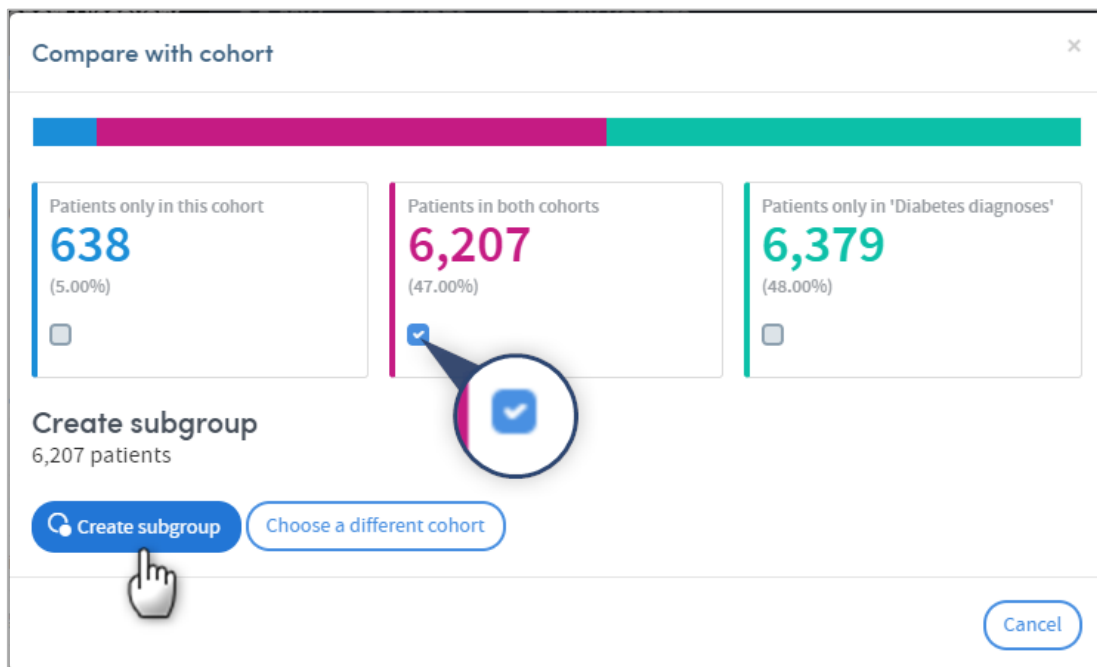 Compare with cohort
×
Patients only in this cohort
638
(5.00%)
Patients in both cohorts
6,207
(47.00%)
Patients only in 'Diabetes diagnoses'
6,379
(48.00%)
Create subgroup
6,207 patients
Create subgroup
Choose a different cohort
Cancel